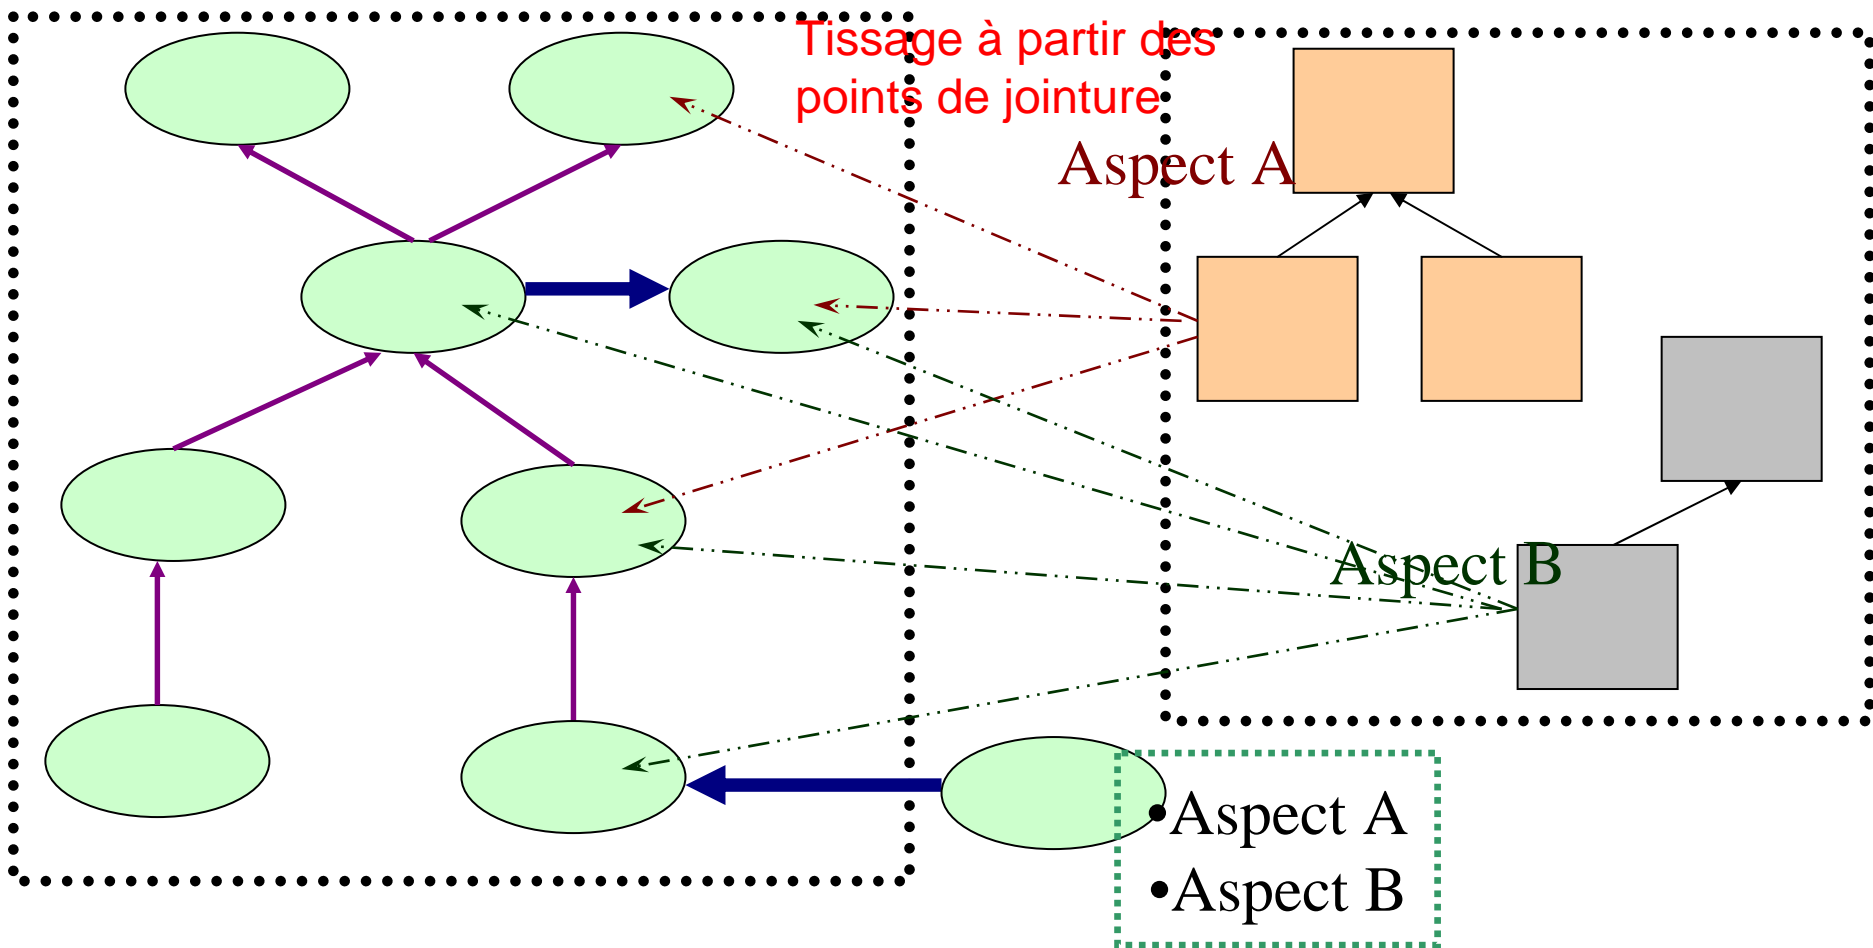 Tissage à partir des
points de jointure
Aspect A
Aspect B
•Aspect A
•Aspect B